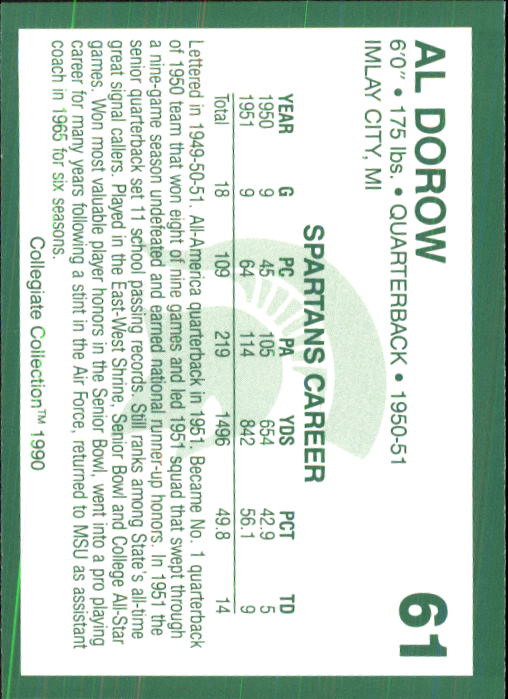 AL DOROW 61
6'0" • 175 lbs. • QUARTERBACK • 1950-51
IMLAY CITY, MI
SPARTANS CAREER
YEAR G PC PA YDS PCT TD
1950 9 45 105 654 42.9 5
1951 9 64 114 842 56.1 9
Total 18 109 219 1496 49.8 14
Lettered in 1949-50-51. All-America quarterback in 1951. Became No. 1 quarterback
of 1950 team that won eight of nine games and led 1951 squad that swept through
a nine-game season undefeated and earned national runner-up honors. In 1951 the
senior quarterback set 11 school passing records. Still ranks among State's all-time
great signal callers. Played in the East-West Shrine, Senior Bowl and College All-Star
games. Won most valuable player honors in the Senior Bowl, went into a pro playing
career for many years following a stint in the Air Force, returned to MSU as assistant
coach in 1965 for six seasons.
Collegiate Collection™ 1990